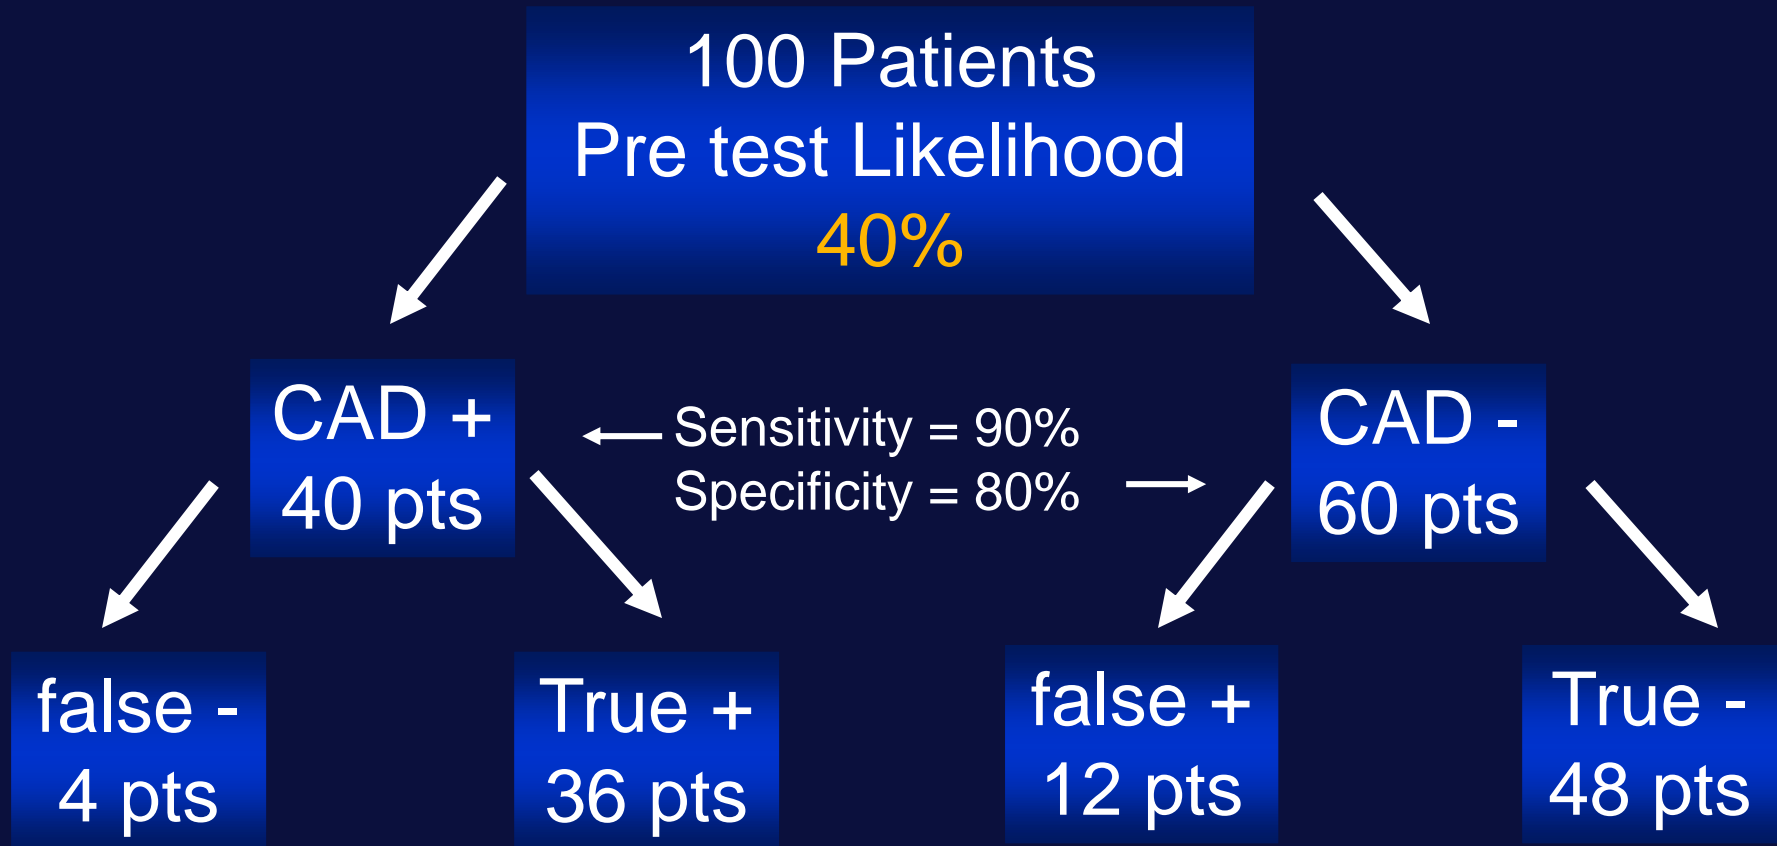 100 Patients
Pre test Likelihood
40%
CAD +
40 pts
Sensitivity = 90%
Specificity = 80%
CAD -
60 pts
false -
4 pts
True +
36 pts
false +
12 pts
True -
48 pts